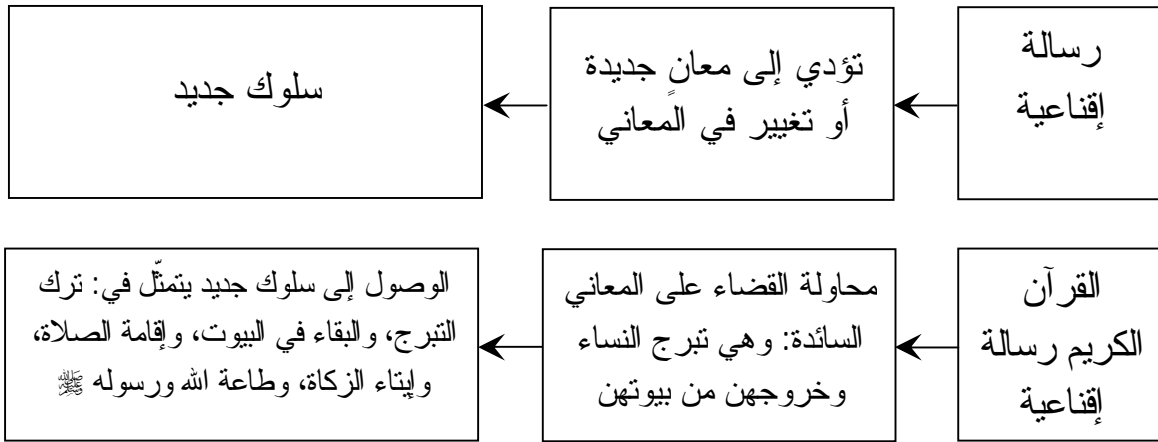 رسالة
إقناعية
تؤدي إلى معانٍ جديدة
أو تغيير في المعاني
سلوك جديد
القرآن
الكريم رسالة
إقناعية
محاولة القضاء على المعاني
السائدة: وهي تبرج النساء
وخروجهن من بيوتهن
الوصول إلى سلوك جديد يتمثّل في: ترك
التبرج، والبقاء في البيوت، وإقامة الصلاة،
وإيتاء الزكاة، وطاعة الله ورسوله ﷺ